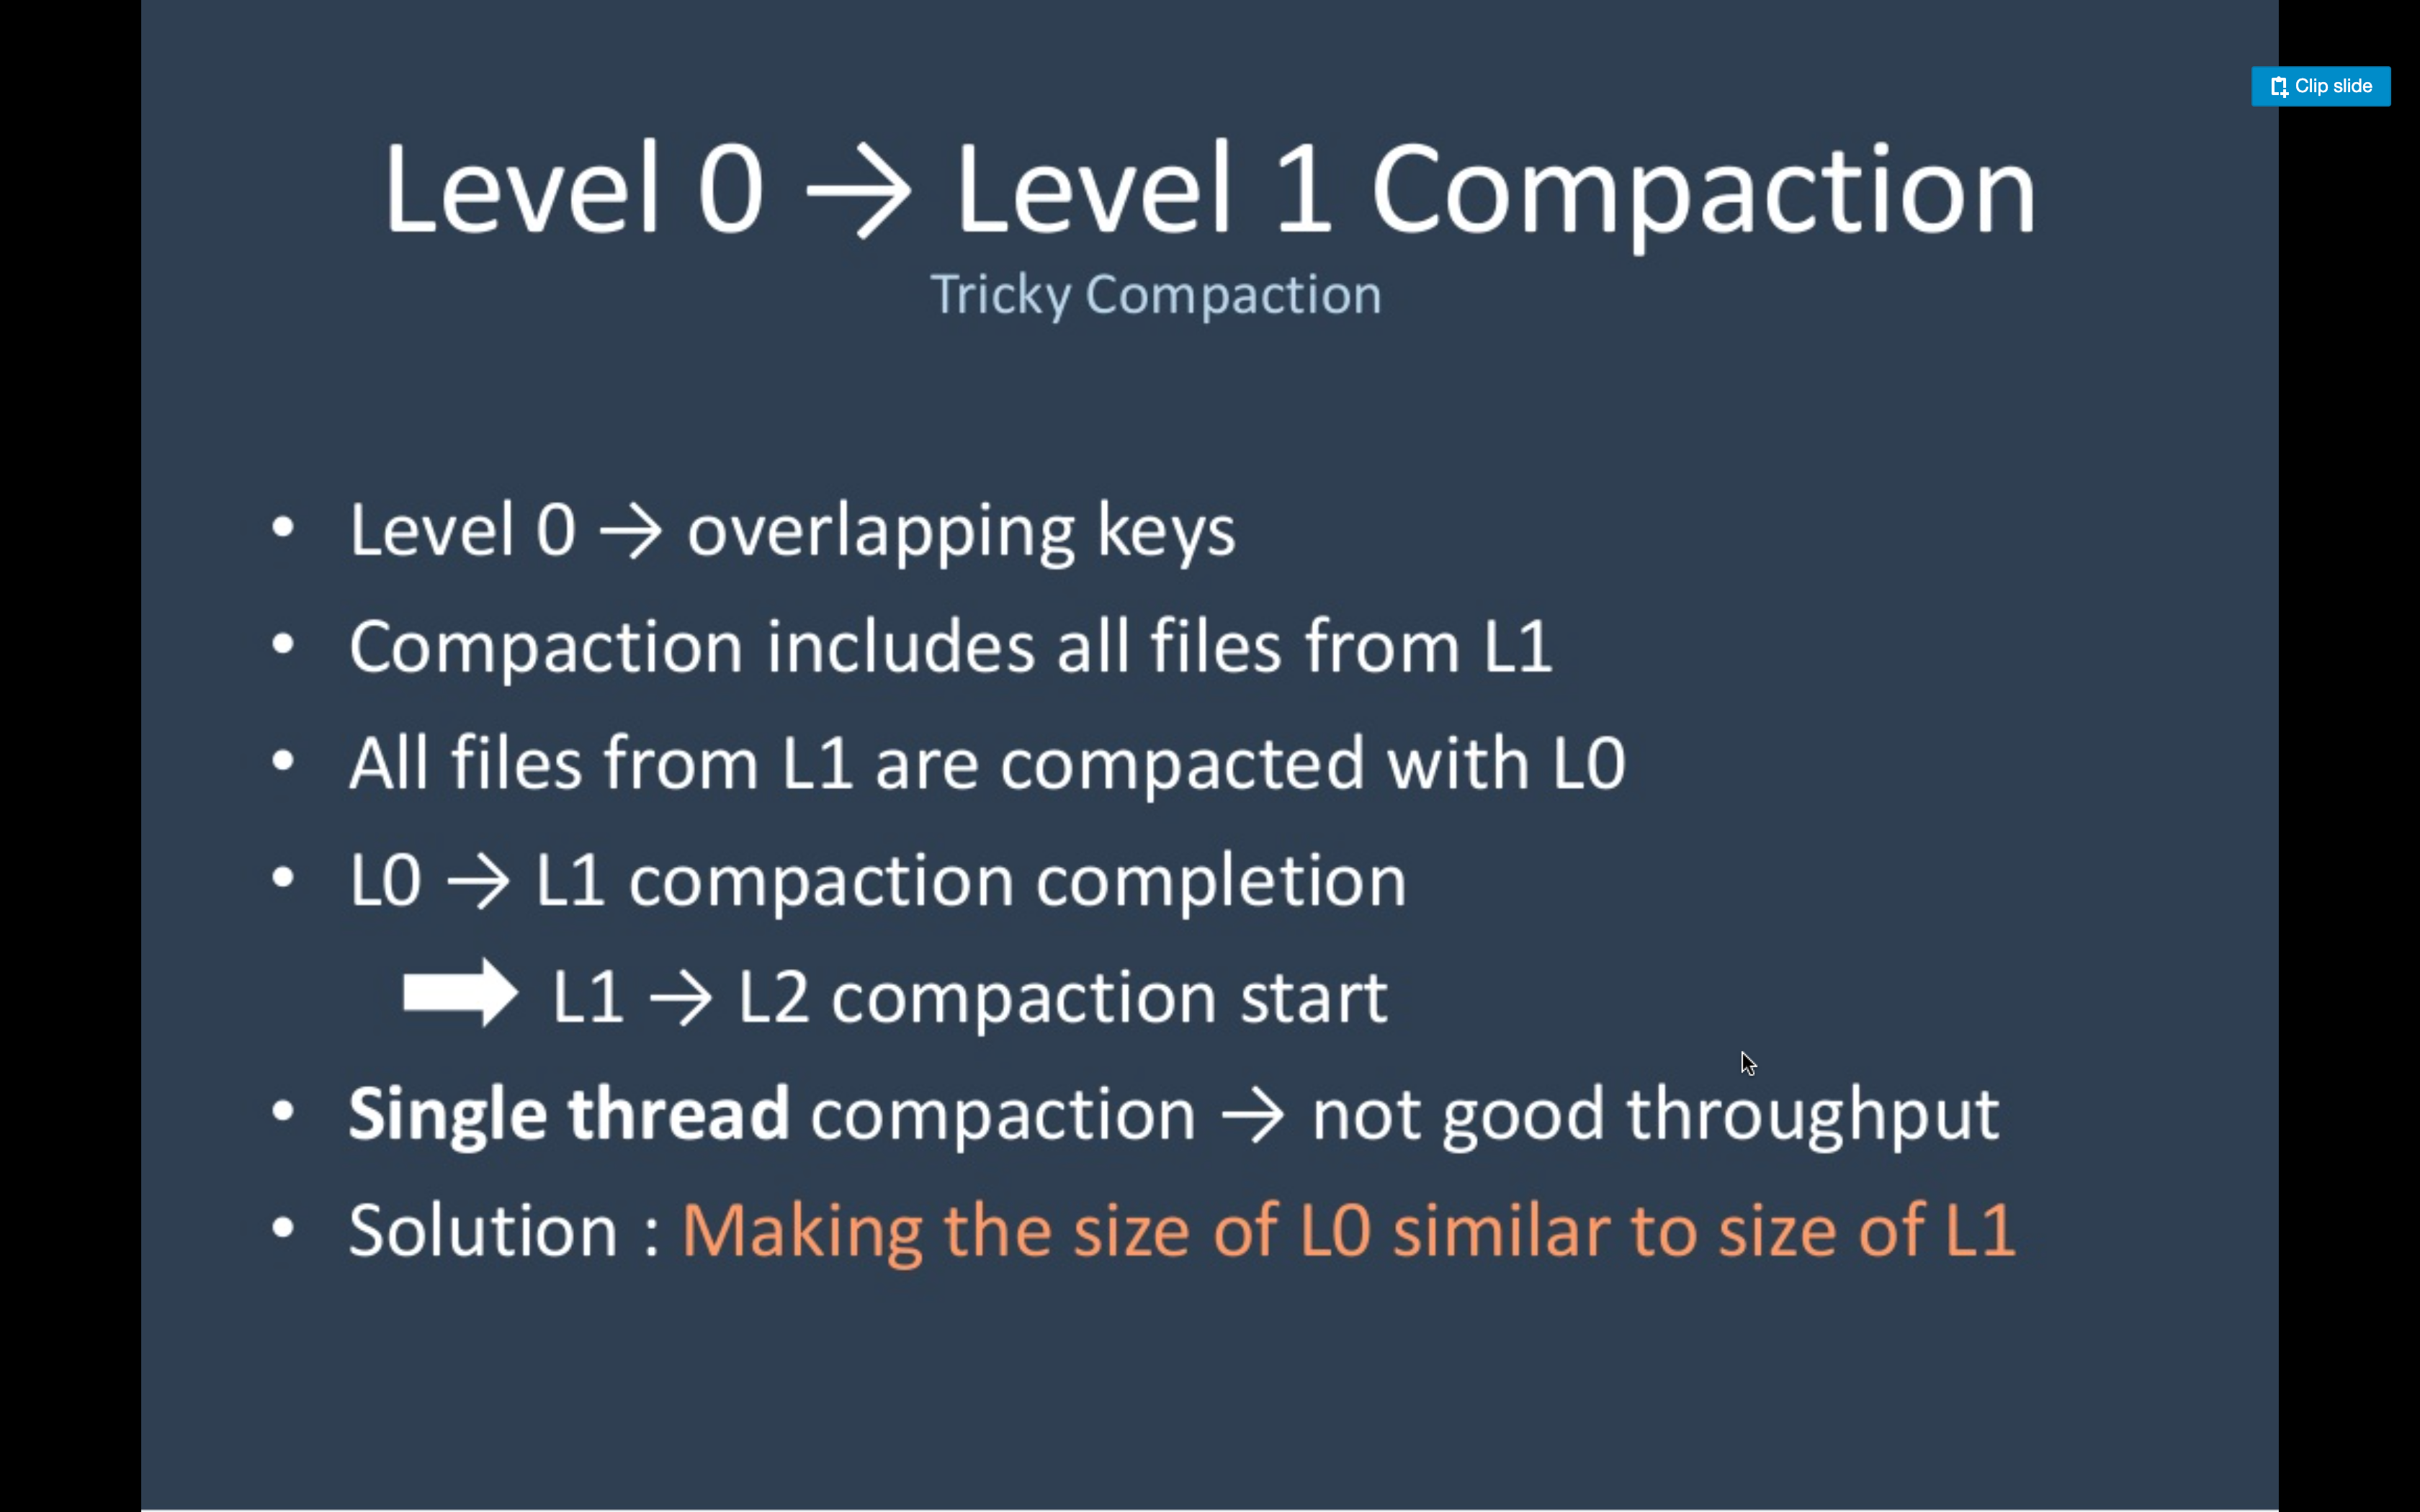 Clip slide
Level 0 → Level 1 Compaction
Tricky Compaction
• Level 0 → overlapping keys
• Compaction includes all files from L1
• All files from L1 are compacted with L0
• L0 → L1 compaction completion
➡ L1 → L2 compaction start
• Single thread compaction → not good throughput
• Solution : Making the size of L0 similar to size of L1